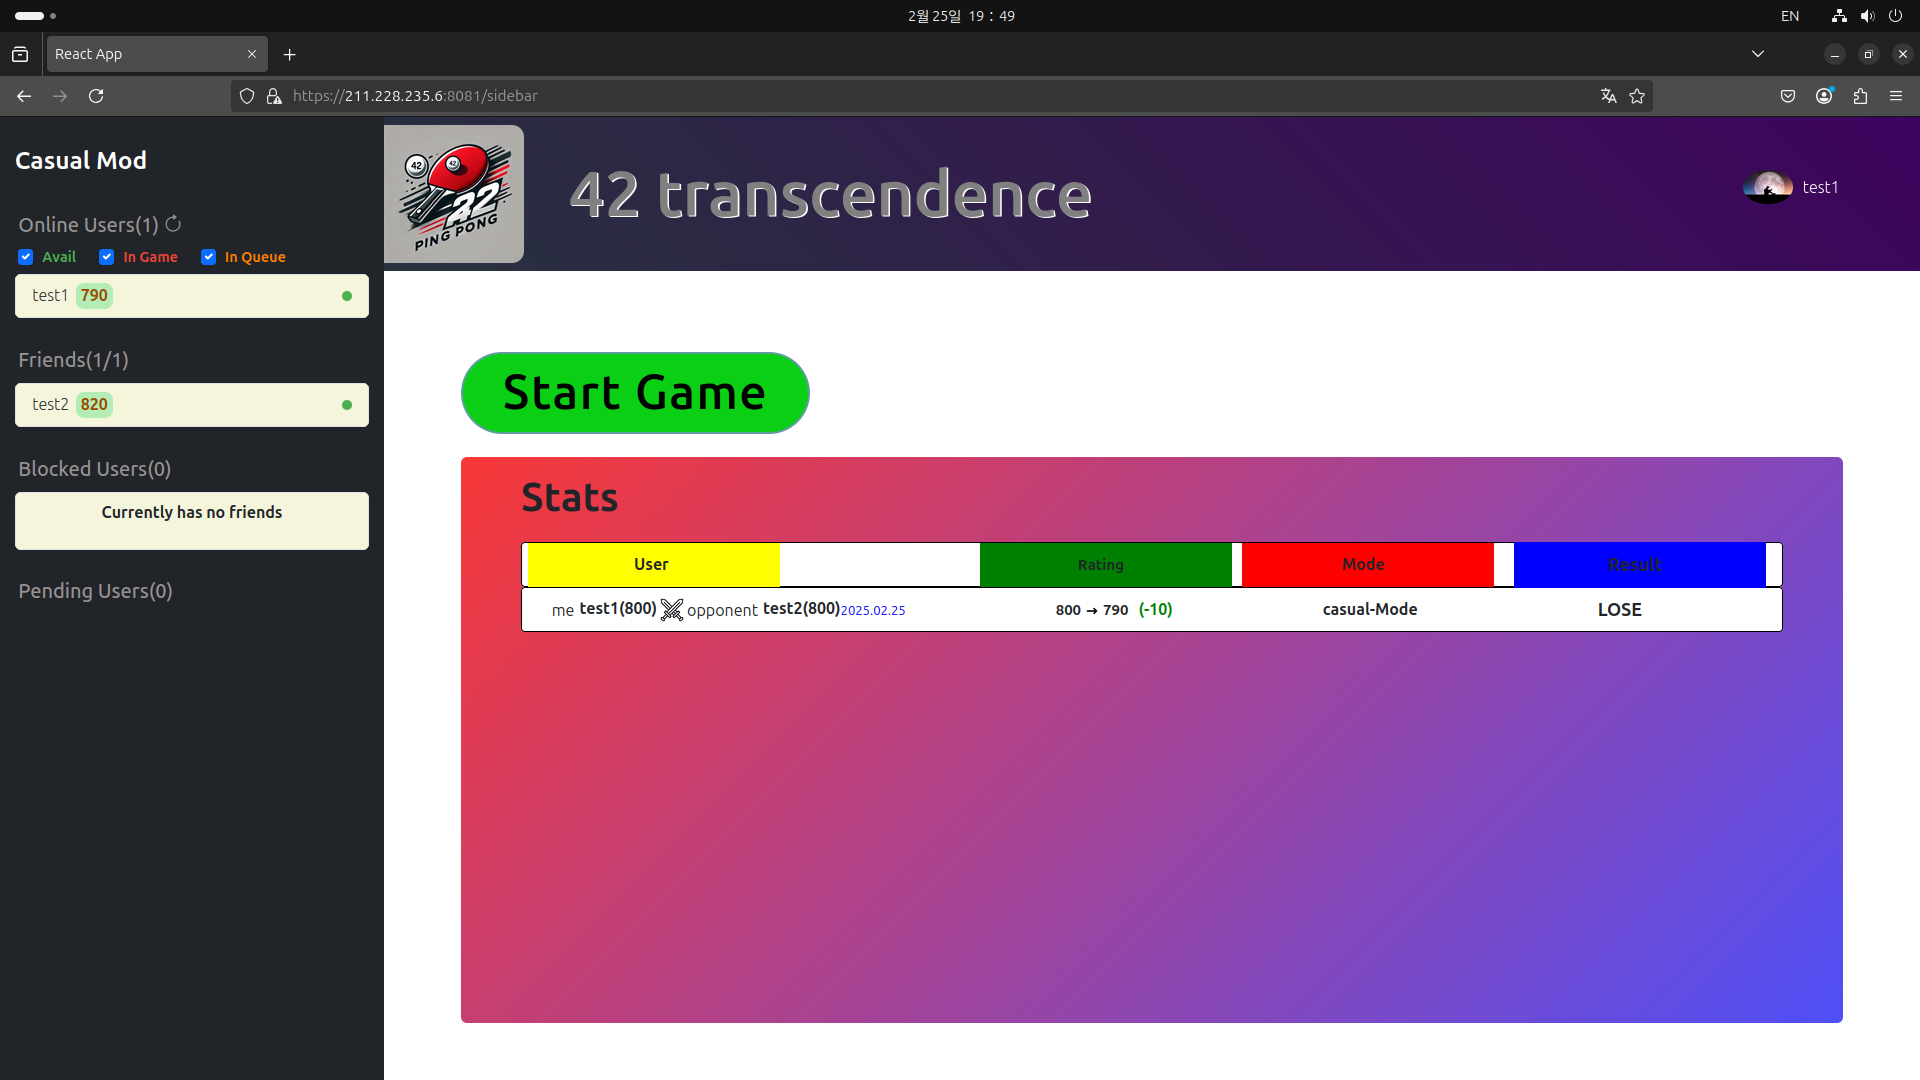 2월 25일 19 : 49
EN
React App
https://211.228.235.6:8081/sidebar
Casual Mod
Online Users(1)
Avail In Game In Queue
test1 790
Friends(1/1)
test2 820
Blocked Users(0)
Currently has no friends
Pending Users(0)
42
42
42
PING PONG
42 transcendence
test1
Start Game
Stats
User Rating Mode Result
me test1(800) opponent test2(800)2025.02.25 800 → 790 (-10) casual-Mode LOSE